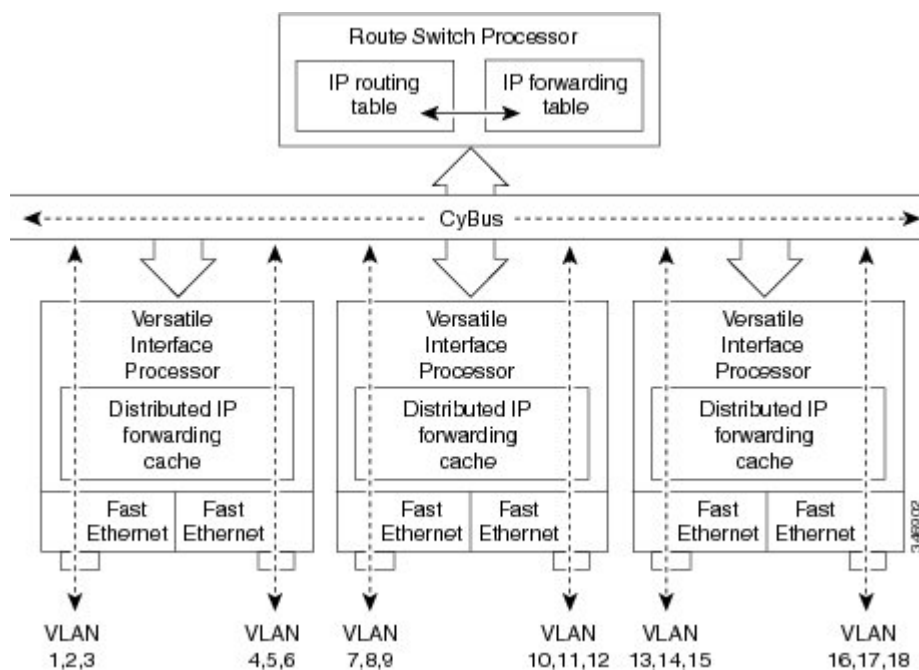 Route Switch Processor
IP routing
table
IP forwarding
table
CyBus
Versatile
Interface
Processor
Distributed IP
forwarding
cache
Fast
Ethernet
Fast
Ethernet
Versatile
Interface
Processor
Distributed IP
forwarding
cache
Fast
Ethernet
Fast
Ethernet
Versatile
Interface
Processor
Distributed IP
forwarding
cache
Fast
Ethernet
Fast
Ethernet
VLAN
1,2,3
VLAN
4,5,6
VLAN
7,8,9
VLAN
10,11,12
VLAN
13,14,15
VLAN
16,17,18